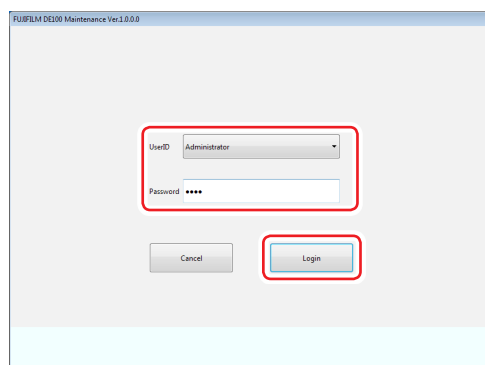 FUJIFILM DE100 Maintenance Ver.1.0.0.0
UserID Administrator
Password ••••
Cancel Login